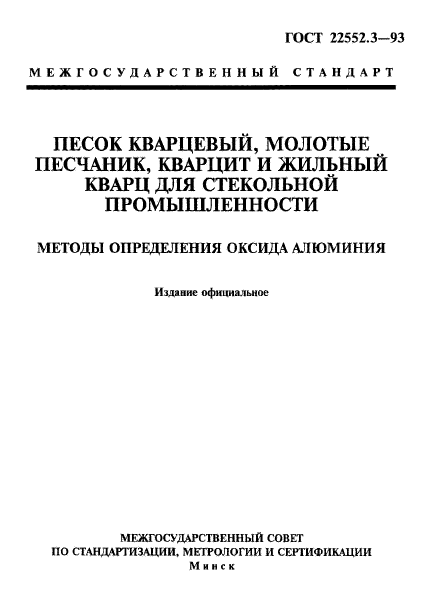 ГОСТ 22552.3—93
МЕЖГОСУДАРСТВЕННЫЙ СТАНДАРТ
ПЕСОК КВАРЦЕВЫЙ, МОЛОТЫЕ
ПЕСЧАНИК, КВАРЦИТ И ЖИЛЬНЫЙ
КВАРЦ ДЛЯ СТЕКОЛЬНОЙ
ПРОМЫШЛЕННОСТИ
МЕТОДЫ ОПРЕДЕЛЕНИЯ ОКСИДА АЛЮМИНИЯ
Издание официальное
МЕЖГОСУДАРСТВЕННЫЙ СОВЕТ
ПО СТАНДАРТИЗАЦИИ, МЕТРОЛОГИИ И СЕРТИФИКАЦИИ
Минск